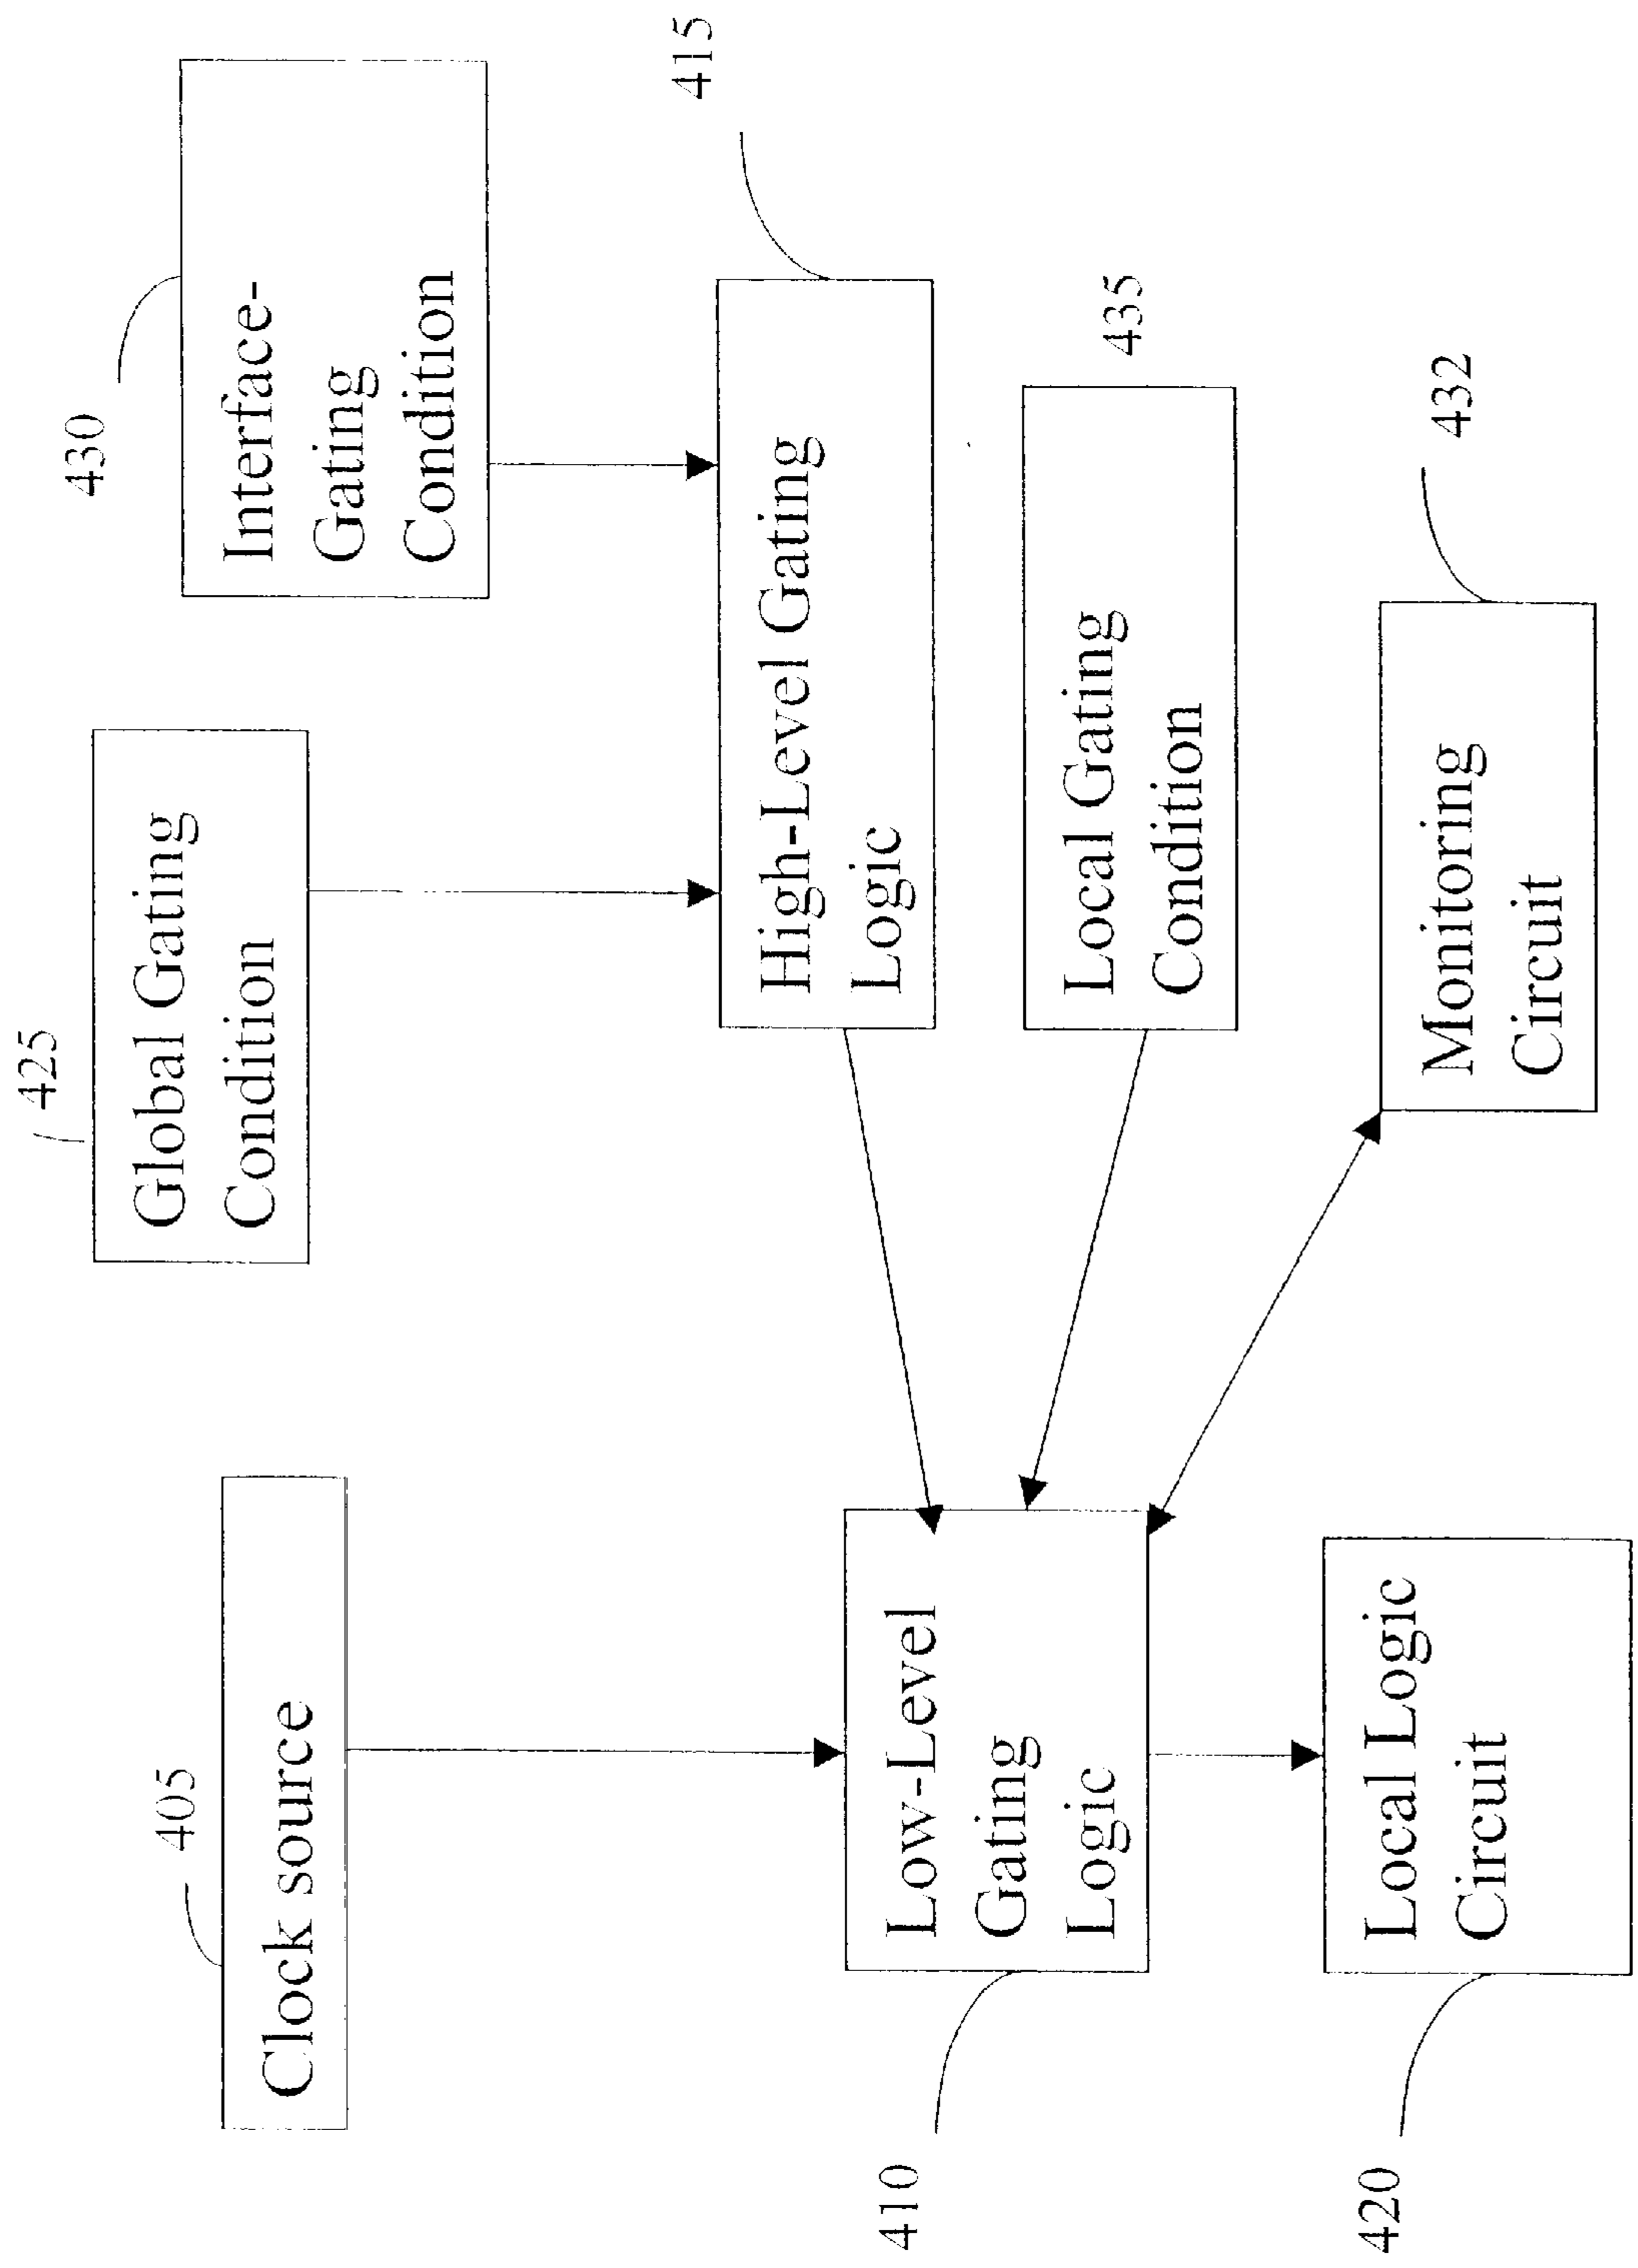 425
Global Gating
Condition
430
Interface-
Gating
Condition
405
Clock source
415
High-Level Gating
Logic
410
Low-Level
Gating
Logic
435
Local Gating
Condition
420
Local Logic
Circuit
432
Monitoring
Circuit